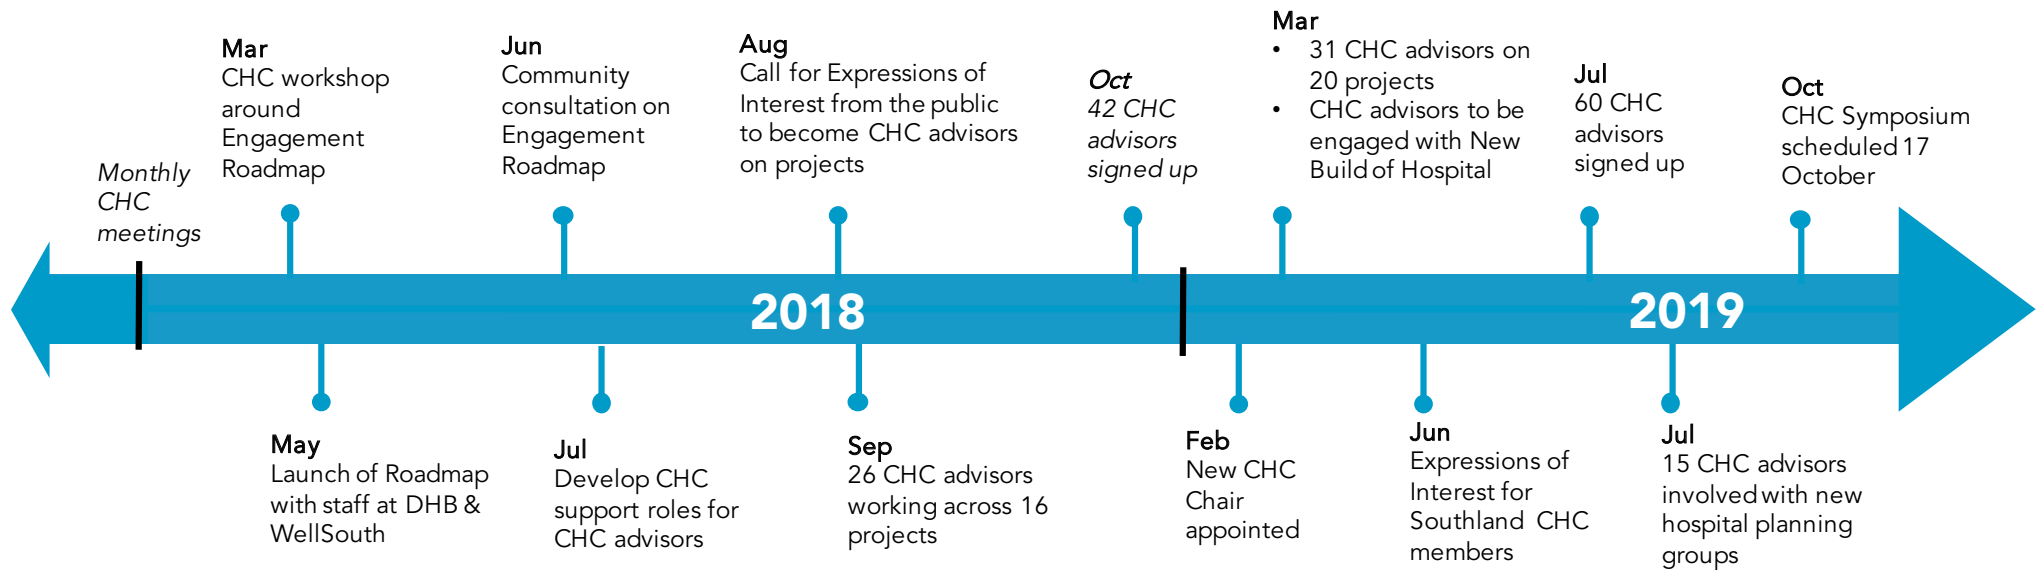 Monthly
CHC
meetings
Mar
CHC workshop
around
Engagement
Roadmap
Jun
Community
consultation on
Engagement
Roadmap
Aug
Call for Expressions of
Interest from the public
to become CHC advisors
on projects
Oct
42 CHC
advisors
signed up
Mar
• 31 CHC advisors on
20 projects
• CHC advisors to be
engaged with New
Build of Hospital
Jul
60 CHC
advisors
signed up
Oct
CHC Symposium
scheduled 17
October
2018
2019
May
Launch of Roadmap
with staff at DHB &
WellSouth
Jul
Develop CHC
support roles for
CHC advisors
Sep
26 CHC advisors
working across 16
projects
Feb
New CHC
Chair
appointed
Jun
Expressions of
Interest for
Southland CHC
members
Jul
15 CHC advisors
involved with new
hospital planning
groups